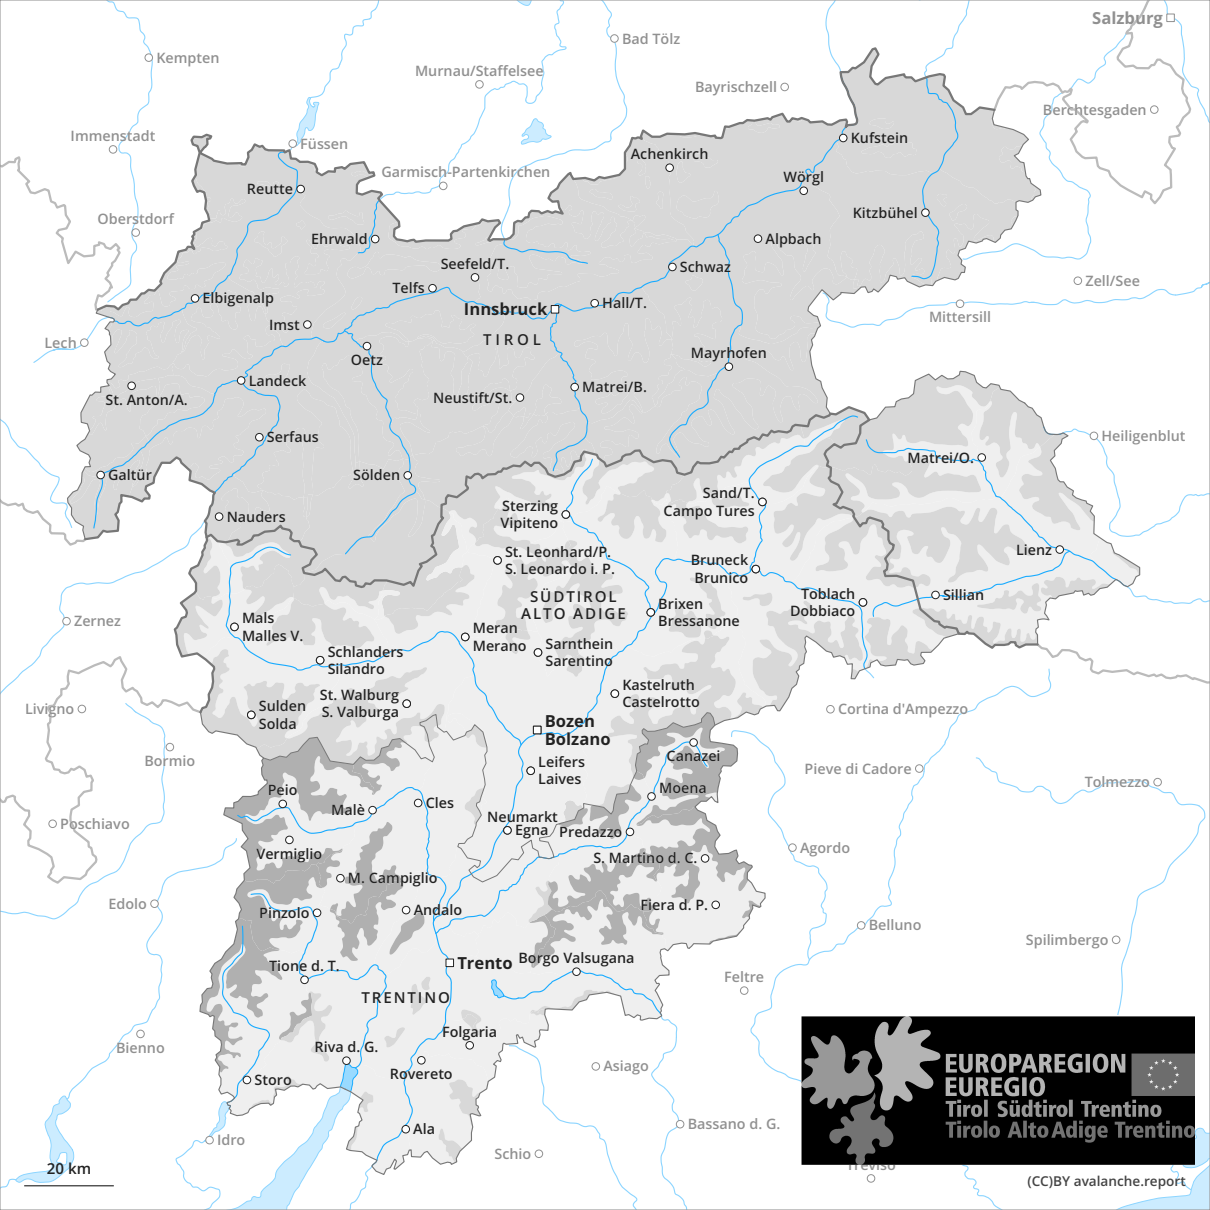 Salzburg
Kempten
Bad Tölz
Murnau/Staffelsee
Bayrischzell
Berchtesgaden
Immenstadt
Füssen
Kufstein
Achenkirch
Garmisch-Partenkirchen
Wörgl
Reutte
Oberstdorf
Kitzbühel
Ehrwald
Alpbach
Seefeld/T.
Schwaz
Zell/See
Telfs
Elbigenalp
Hall/T.
Innsbruck
Mittersill
Imst
TIROL
Lech
Oetz
Mayrhofen
Landeck
Matrei/B.
St. Anton/A.
Neustift/St.
Serfaus
Heiligenblut
Matrei/O.
Galtür
Sölden
Sand/T.
Campo Tures
Sterzing
Vipiteno
Nauders
Lienz
St. Leonhard/P.
S. Leonardo i. P.
Bruneck
Brunico
SÜDTIROL
ALTO ADIGE
Toblach
Dobbiaco
Sillian
Brixen
Bressanone
Zernez
Mals
Malles V.
Meran
Merano
Sarnthein
Sarentino
Schlanders
Silandro
Kastelruth
Castelrotto
St. Walburg
S. Valburga
Livigno
Sulden
Solda
Cortina d'Ampezzo
Bozen
Bolzano
Bormio
Canazei
Leifers
Laives
Pieve di Cadore
Tolmezzo
Peio
Moena
Malè
Cles
Neumarkt
Egna
Predazzo
Poschiavo
Vermiglio
Agordo
S. Martino d. C.
M. Campiglio
Edolo
Pinzolo
Andalo
Fiera d. P.
Belluno
Spilimbergo
Trento
Borgo Valsugana
Tione d. T.
Feltre
TRENTINO
Folgaria
Bienno
Riva d. G.
Rovereto
Asiago
Storo
EUROPAREGION
EUREGIO
Tirol Südtirol Trentino
Tirolo Alto Adige Trentino
Ala
Bassano d. G.
Idro
Schio
Treviso
20 km
(CC)BY avalanche.report